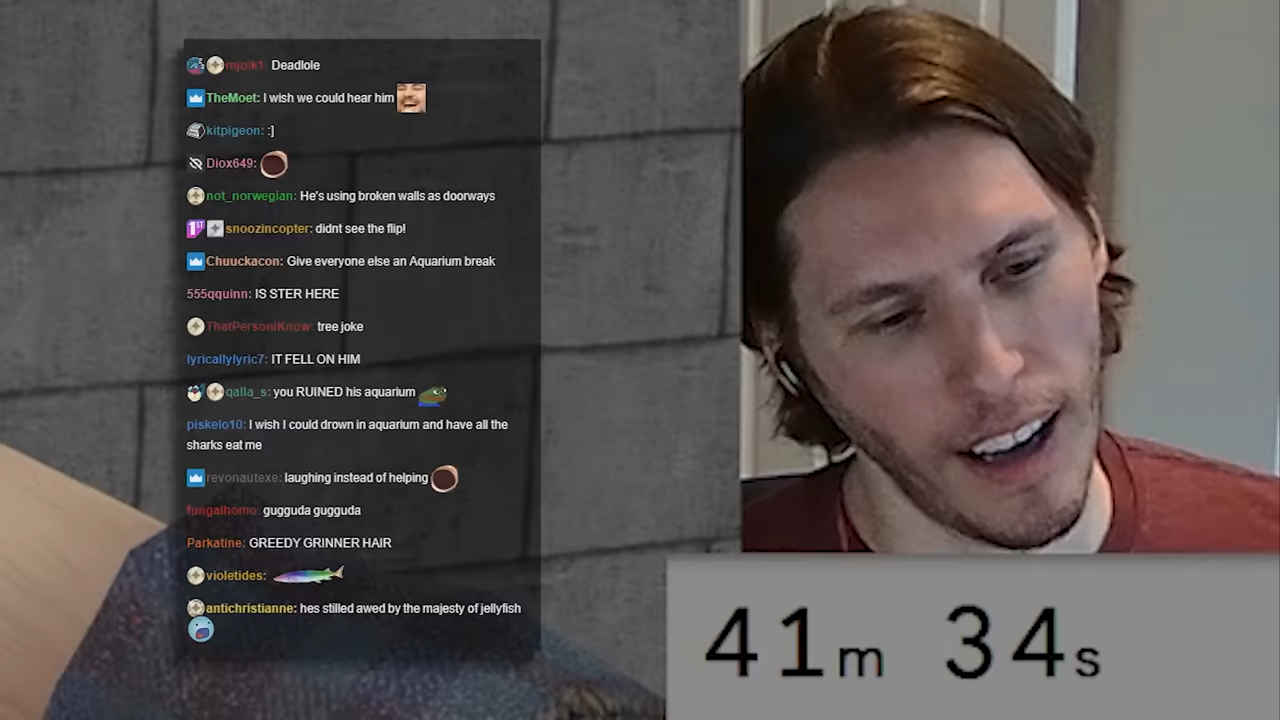 mjolk1 Deadlole
TheMoet: I wish we could hear him
kitpigeon: :]
Diox649:
not_norwegian: He's using broken walls as doorways
1ST snoozincopter: didnt see the flip!
Chuuckacon: Give everyone else an Aquarium break
555qquinn: IS STER HERE
ThatPersonIKnow: tree joke
lyricallylyric7: IT FELL ON HIM
qalla_s: you RUINED his aquarium
piskelo10: I wish I could drown in aquarium and have all the
sharks eat me
revonautexe: laughing instead of helping
fungalhomo: gugguda gugguda
Parkatine: GREEDY GRINNER HAIR
violetides:
antichristianne: hes stilled awed by the majesty of jellyfish
41m 34s